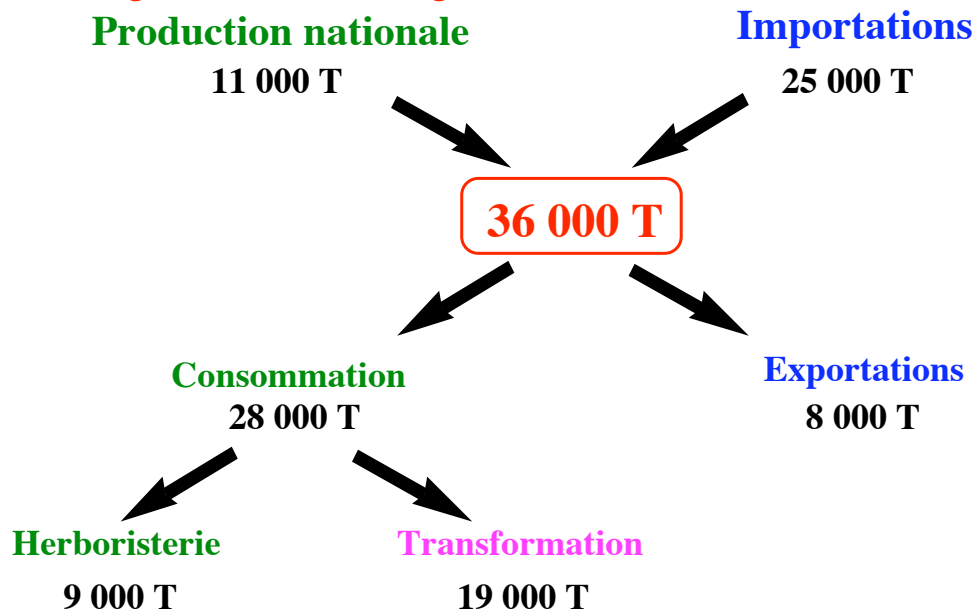 Production nationale
Importations
11 000 T
25 000 T
36 000 T
Consommation
Exportations
28 000 T
8 000 T
Herboristerie
Transformation
9 000 T
19 000 T